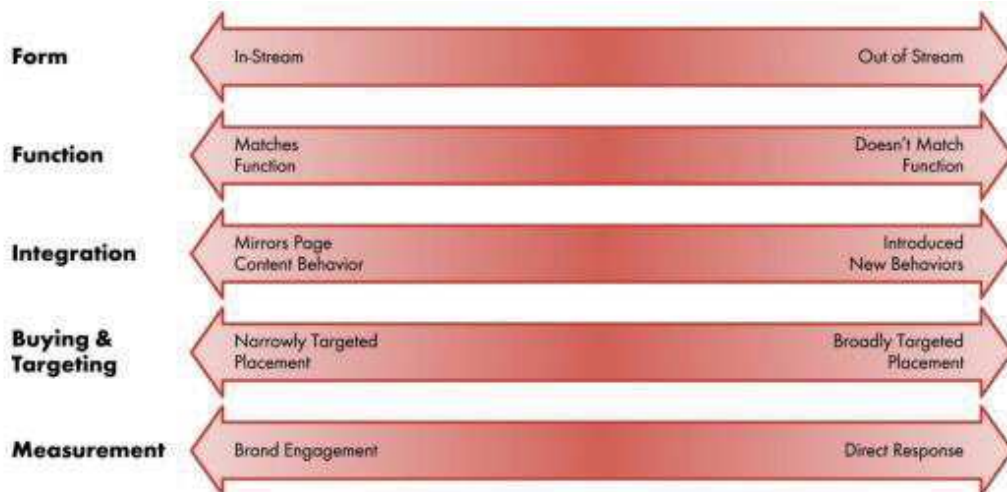 Form
In-Stream
Out of Stream
Function
Matches
Function
Doesn't Match
Function
Integration
Mirrors Page
Content Behavior
Introduced
New Behaviors
Buying &
Targeting
Narrowly Targeted
Placement
Broadly Targeted
Placement
Measurement
Brand Engagement
Direct Response